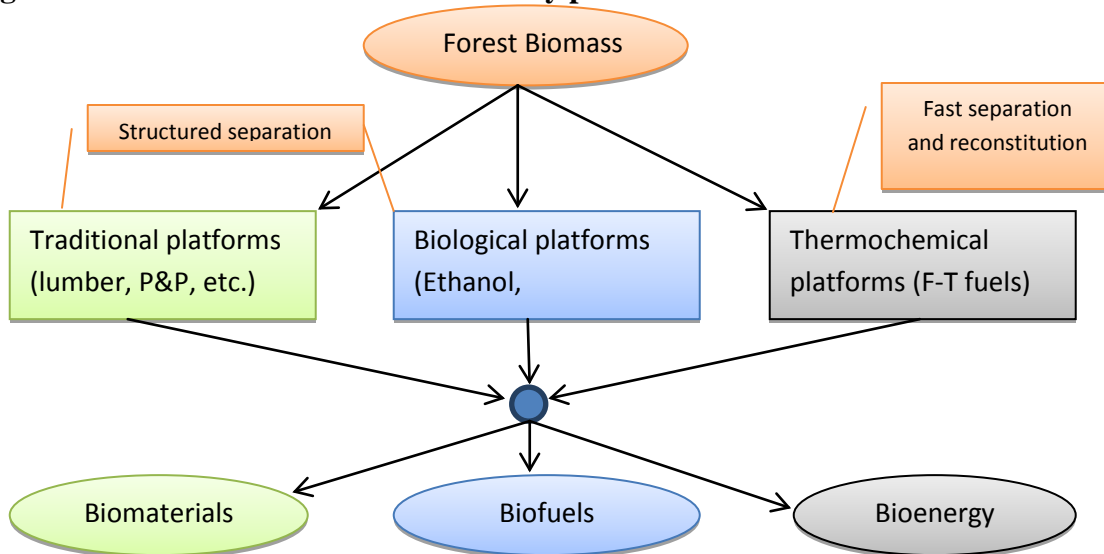 Forest Biomass
Structured separation
Fast separation
and reconstitution
Traditional platforms
(lumber, P&P, etc.)
Biological platforms
(Ethanol,
Thermochemical
platforms (F-T fuels)
Biomaterials
Biofuels
Bioenergy